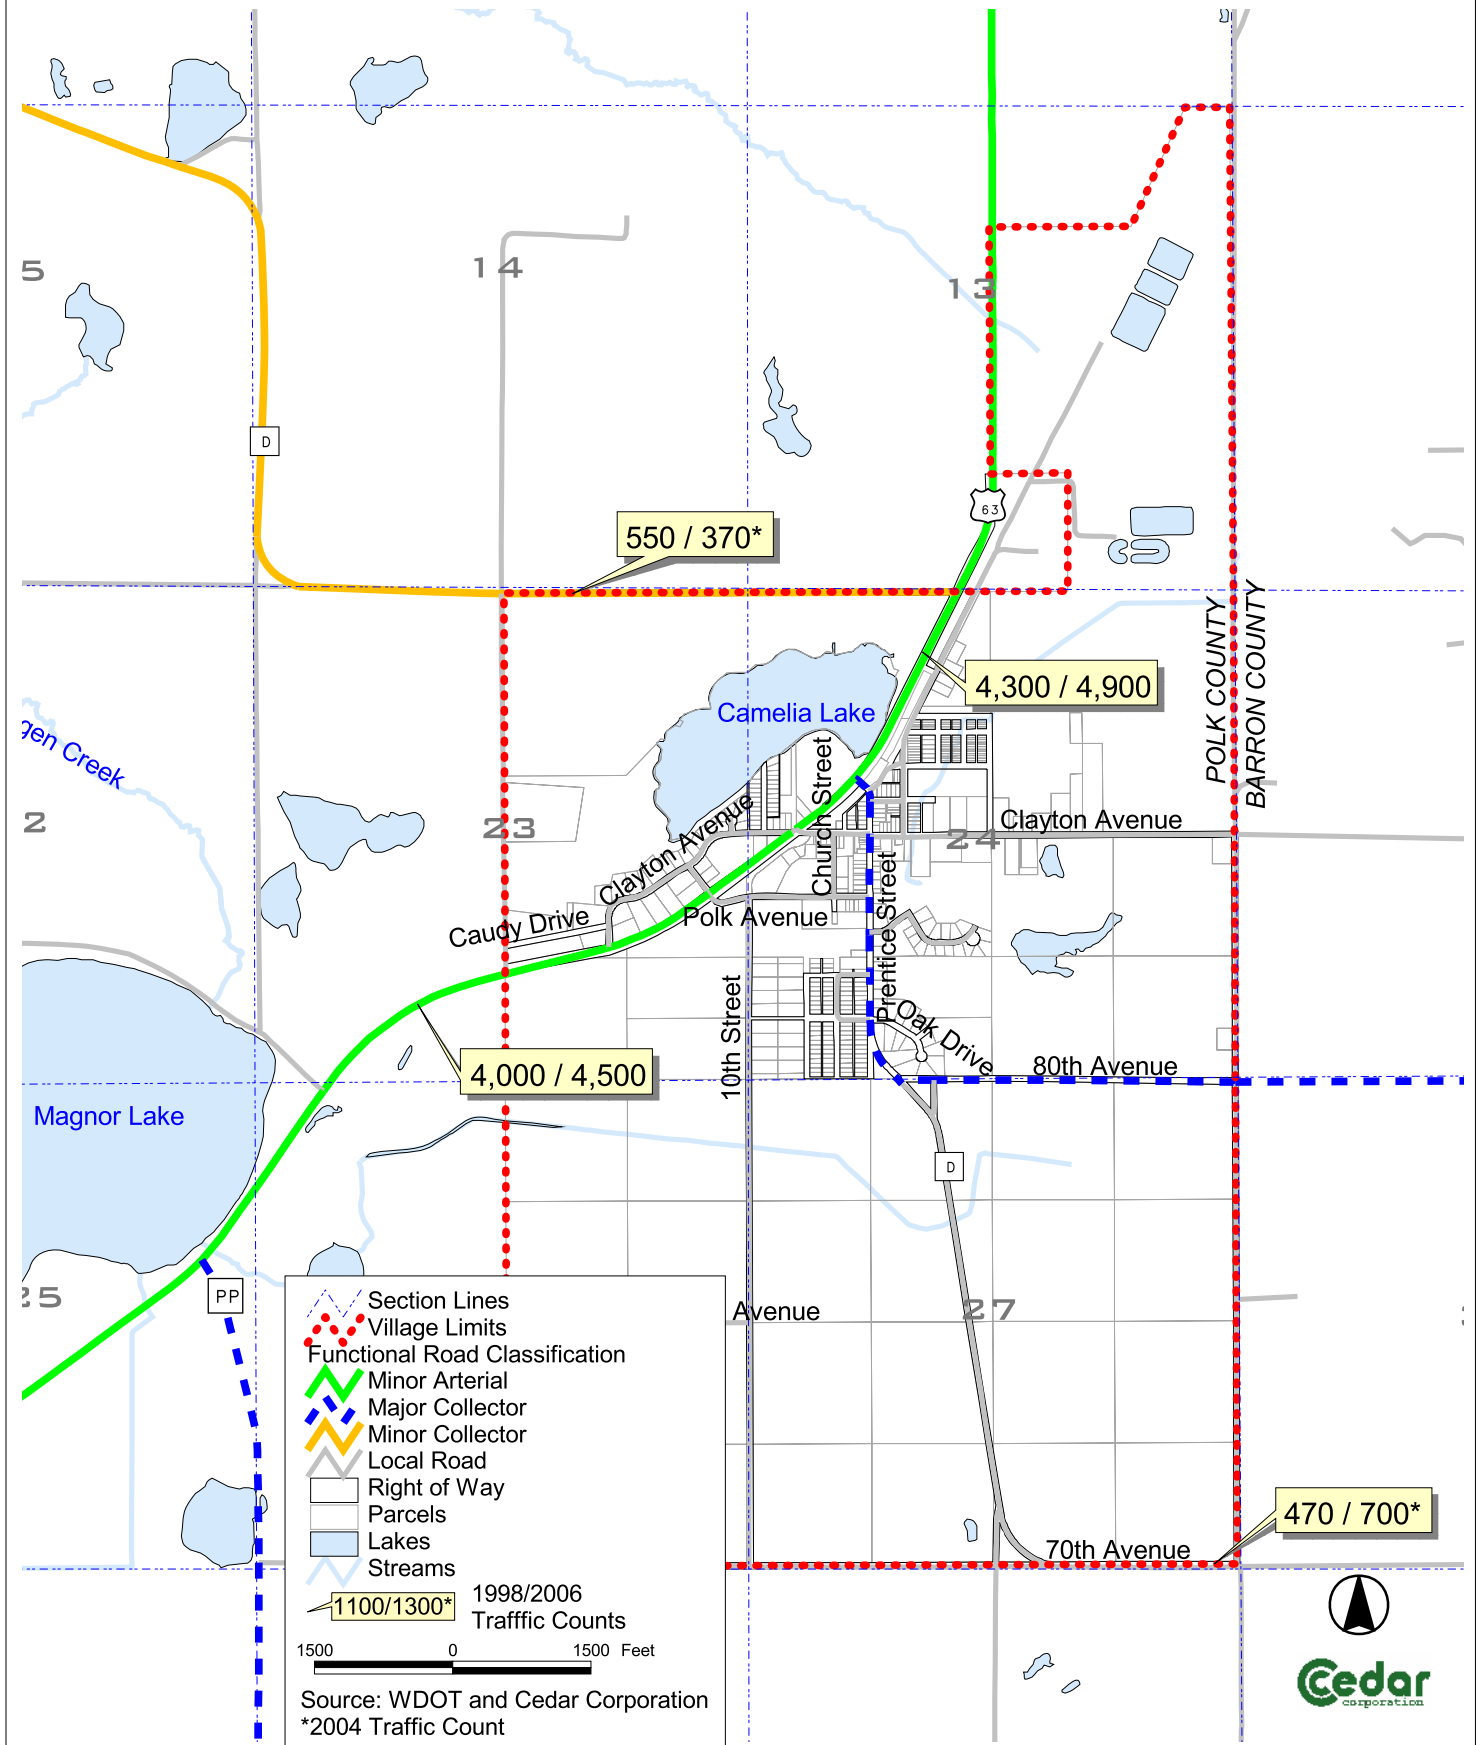 5
14
13
D
63
550 / 370*
4,300 / 4,900
POLK COUNTY
BARRON COUNTY
Camelia Lake
gen Creek
2
23
24
Clayton Avenue
Church Street
Clayton Avenue
Caudy Drive
Polk Avenue
Prentice Street
10th Street
Oak Drive
80th Avenue
4,000 / 4,500
Magnor Lake
D
PP
25
27
Avenue
470 / 700*
70th Avenue
Section Lines
Village Limits
Functional Road Classification
Minor Arterial
Major Collector
Minor Collector
Local Road
Right of Way
Parcels
Lakes
Streams
1100/1300*
1998/2006
Trafffic Counts
1500 0 1500 Feet
Source: WDOT and Cedar Corporation
*2004 Traffic Count
Cedar
corporation